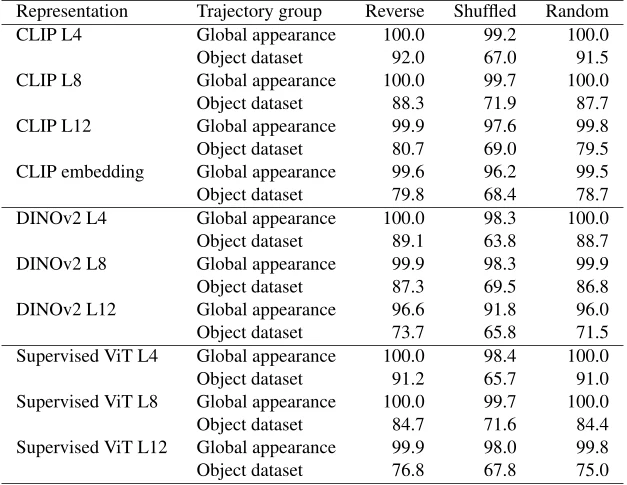 Representation Trajectory group Reverse Shuffled Random
CLIP L4 Global appearance 100.0 99.2 100.0
Object dataset 92.0 67.0 91.5
CLIP L8 Global appearance 100.0 99.7 100.0
Object dataset 88.3 71.9 87.7
CLIP L12 Global appearance 99.9 97.6 99.8
Object dataset 80.7 69.0 79.5
CLIP embedding Global appearance 99.6 96.2 99.5
Object dataset 79.8 68.4 78.7
DINOv2 L4 Global appearance 100.0 98.3 100.0
Object dataset 89.1 63.8 88.7
DINOv2 L8 Global appearance 99.9 98.3 99.9
Object dataset 87.3 69.5 86.8
DINOv2 L12 Global appearance 96.6 91.8 96.0
Object dataset 73.7 65.8 71.5
Supervised ViT L4 Global appearance 100.0 98.4 100.0
Object dataset 91.2 65.7 91.0
Supervised ViT L8 Global appearance 100.0 99.7 100.0
Object dataset 84.7 71.6 84.4
Supervised ViT L12 Global appearance 99.9 98.0 99.8
Object dataset 76.8 67.8 75.0